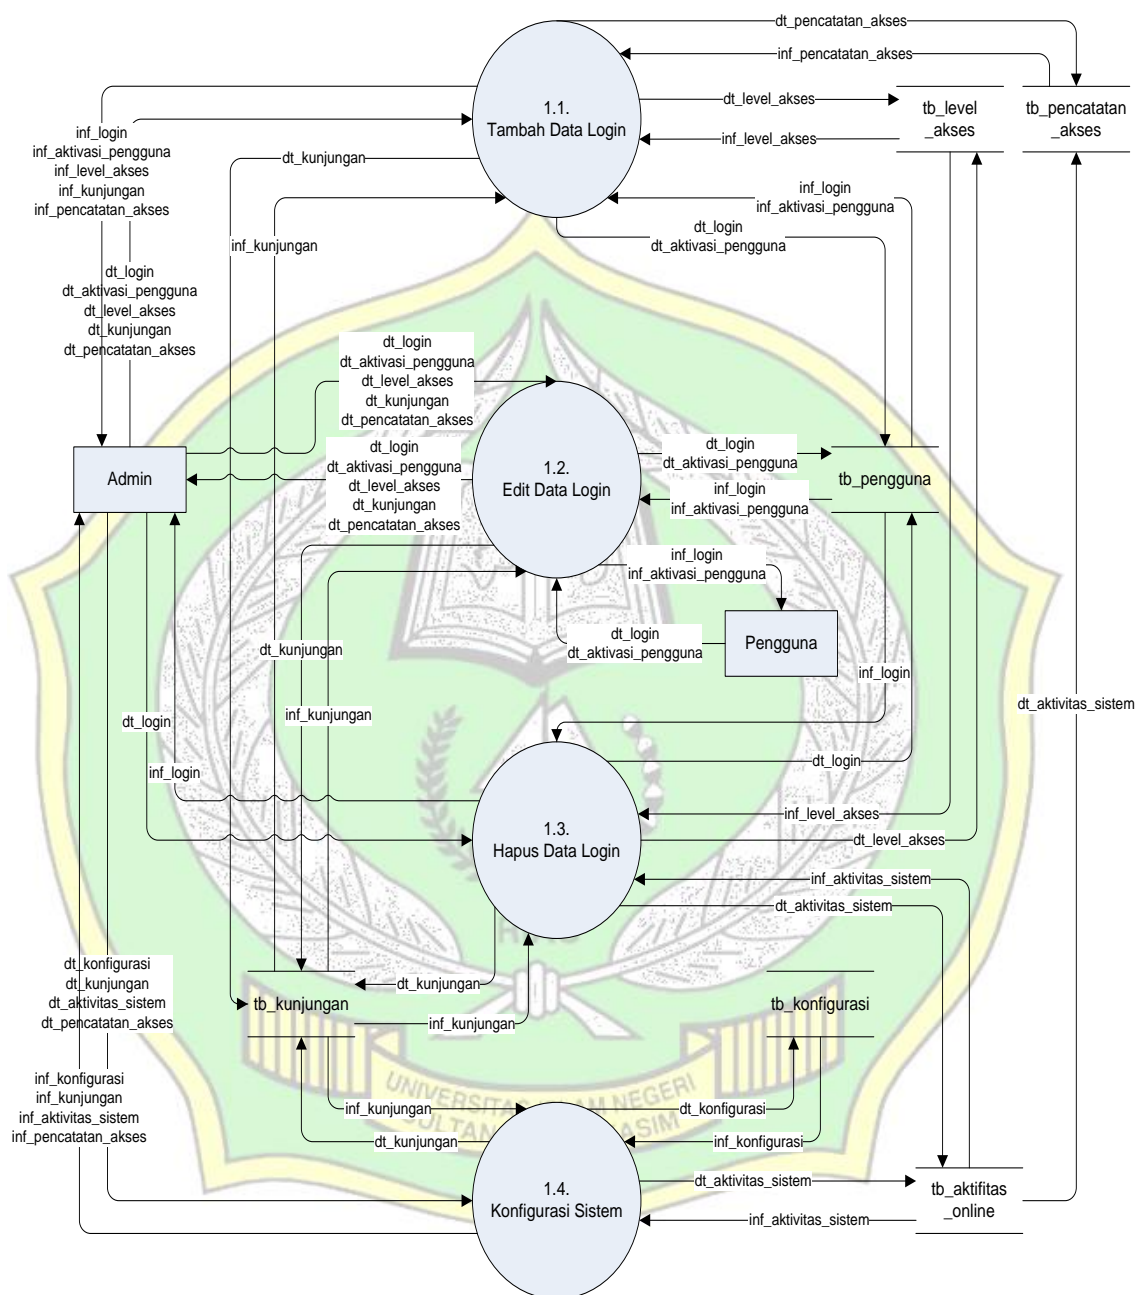 dt_pencatatan_akses
inf_pencatatan_akses
1.1.
Tambah Data Login
dt_level_akses
inf_level_akses
tb_level
_akses
tb_pencatatan
_akses
inf_login
inf_aktivasi_pengguna
inf_level_akses
inf_kunjungan
inf_pencatatan_akses
dt_kunjungan
inf_login
inf_aktivasi_pengguna
dt_login
dt_aktivasi_pengguna
inf_kunjungan
dt_login
dt_aktivasi_pengguna
dt_level_akses
dt_kunjungan
dt_pencatatan_akses
dt_login
dt_aktivasi_pengguna
dt_level_akses
dt_kunjungan
dt_pencatatan_akses
Admin
dt_login
dt_aktivasi_pengguna
dt_level_akses
dt_kunjungan
dt_pencatatan_akses
1.2.
Edit Data Login
dt_login
dt_aktivasi_pengguna
inf_login
inf_aktivasi_pengguna
tb_pengguna
inf_login
inf_aktivasi_pengguna
dt_login
dt_aktivasi_pengguna
Pengguna
dt_kunjungan
inf_kunjungan
inf_login
dt_aktivitas_sistem
dt_login
inf_login
dt_login
1.3.
Hapus Data Login
inf_level_akses
dt_level_akses
inf_aktivitas_sistem
dt_aktivitas_sistem
dt_konfigurasi
dt_kunjungan
dt_aktivitas_sistem
dt_pencatatan_akses
dt_kunjungan
tb_kunjungan
inf_kunjungan
tb_konfigurasi
inf_konfigurasi
inf_kunjungan
inf_aktivitas_sistem
inf_pencatatan_akses
inf_kunjungan
dt_kunjungan
dt_konfigurasi
inf_konfigurasi
1.4.
Konfigurasi Sistem
dt_aktivitas_sistem
inf_aktivitas_sistem
tb_aktifitas
_online
UNIVERSITAS
NEGERI
SULTAN
ASIM